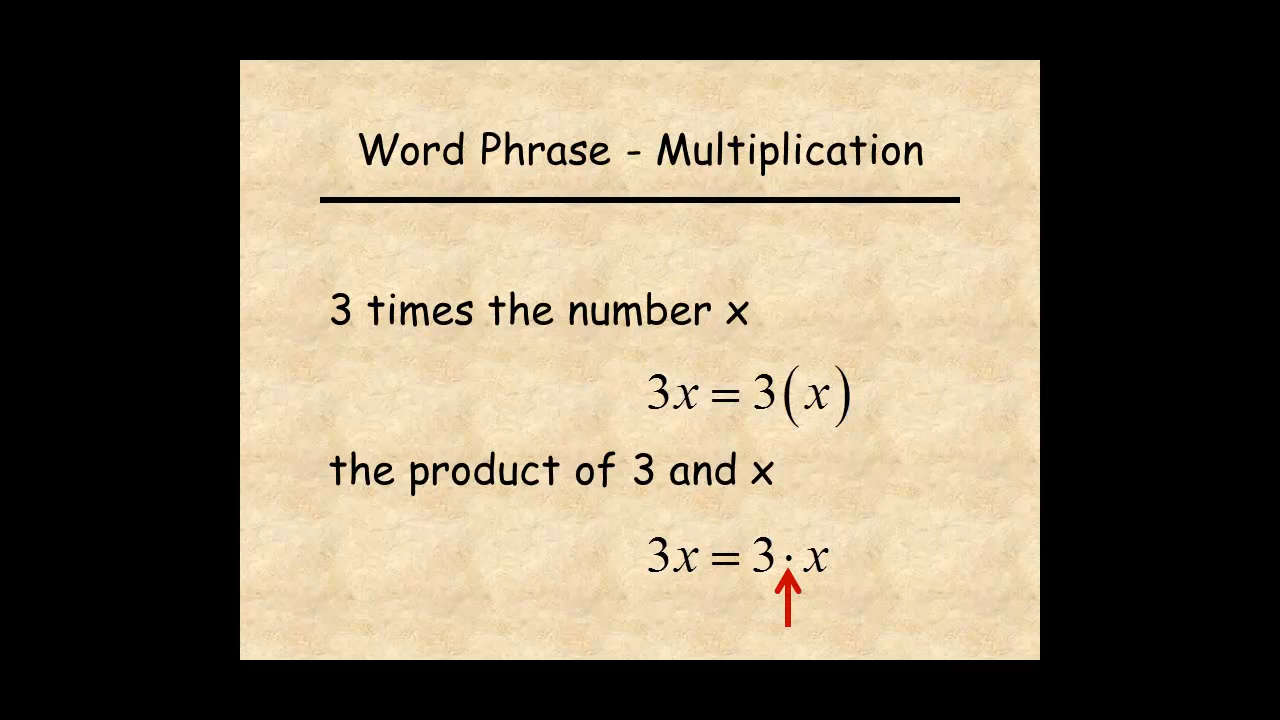 Word Phrase - Multiplication
3 times the number x
3x = 3(x)
the product of 3 and x
3x = 3 · x